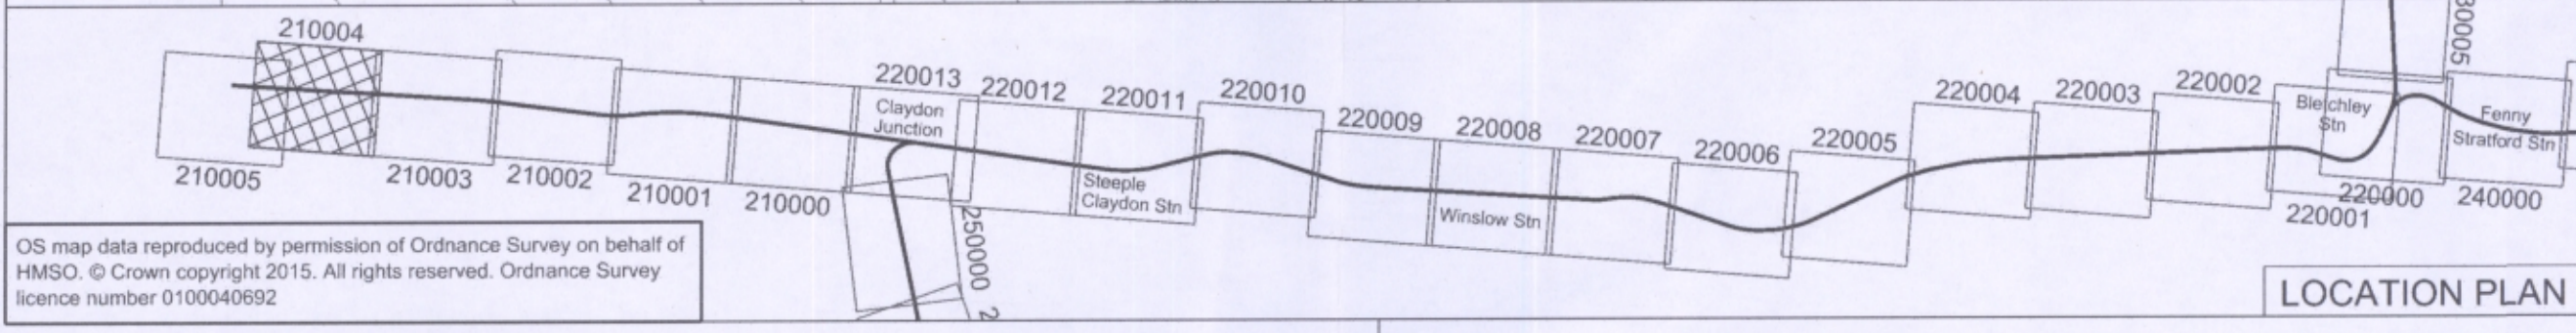 210004
210005
210003
210002
210001
210000
220013
Claydon
Junction
250000
2
220012
220011
Steeple
Claydon Stn
220010
220009
220008
Winslow Stn
220007
220006
220005
220004
220003
220002
220001
Bletchley
Stn
220000
30005
Fenny
Stratford Stn
240000
OS map data reproduced by permission of Ordnance Survey on behalf of
HMSO. © Crown copyright 2015. All rights reserved. Ordnance Survey
licence number 0100040692
LOCATION PLAN